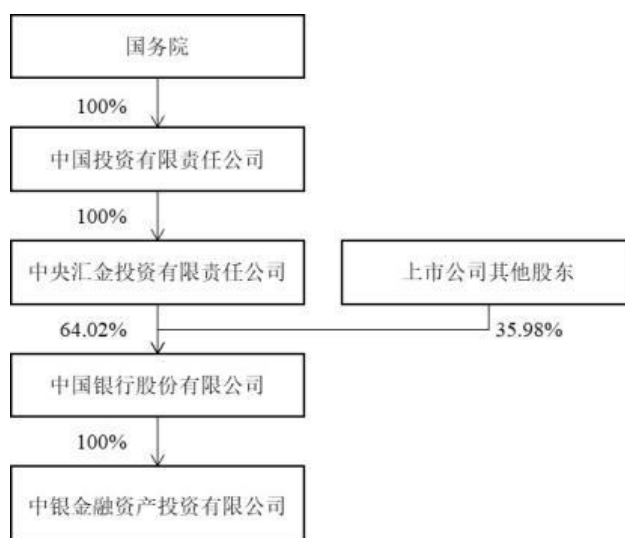 国务院
100%
中国投资有限责任公司
100%
中央汇金投资有限责任公司
上市公司其他股东
64.02%
35.98%
中国银行股份有限公司
100%
中银金融资产投资有限公司